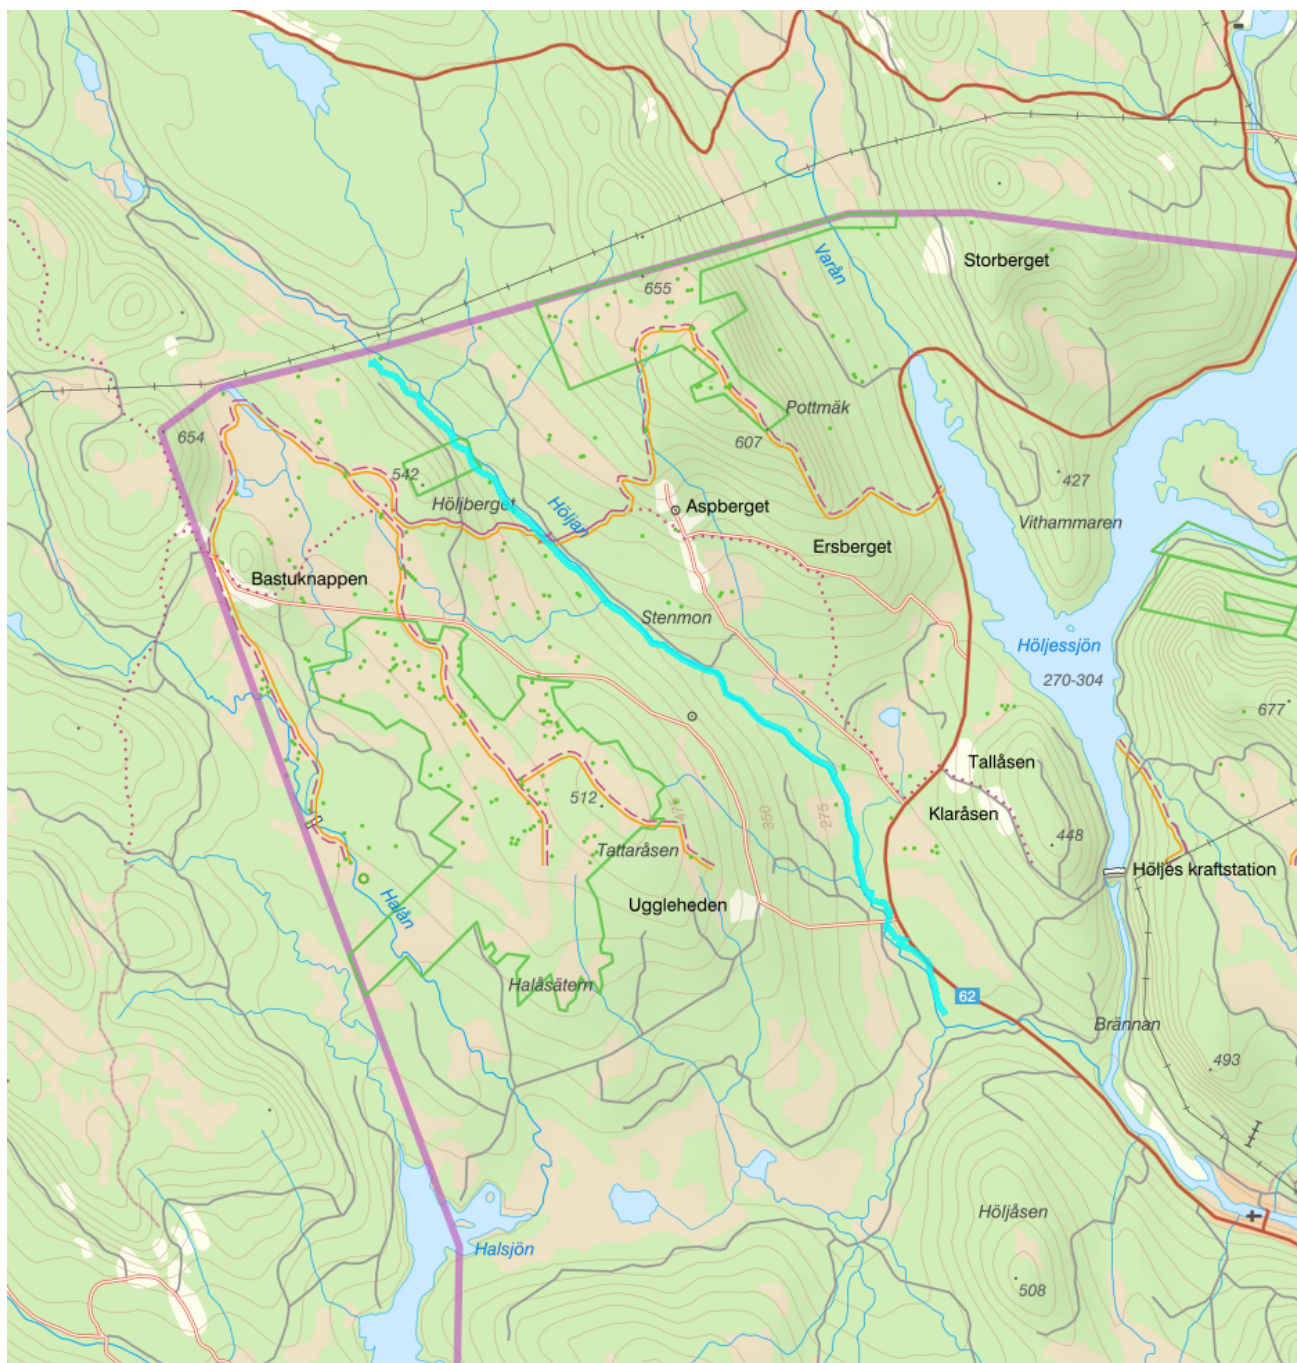 Varån
Storberget
655
Pottmäk
607
654
542
Höljberget
Höljan
Aspberget
427
Vithammaren
Ersberget
Bastuknappen
Stenmon
Höljessjön
270-304
677
Tallåsen
512
475
350
275
Klaråsen
448
Tattaråsen
Höljes kraftstation
Uggleheden
Halån
Halåsätern
62
Brännan
493
Höljåsen
Halsjön
508